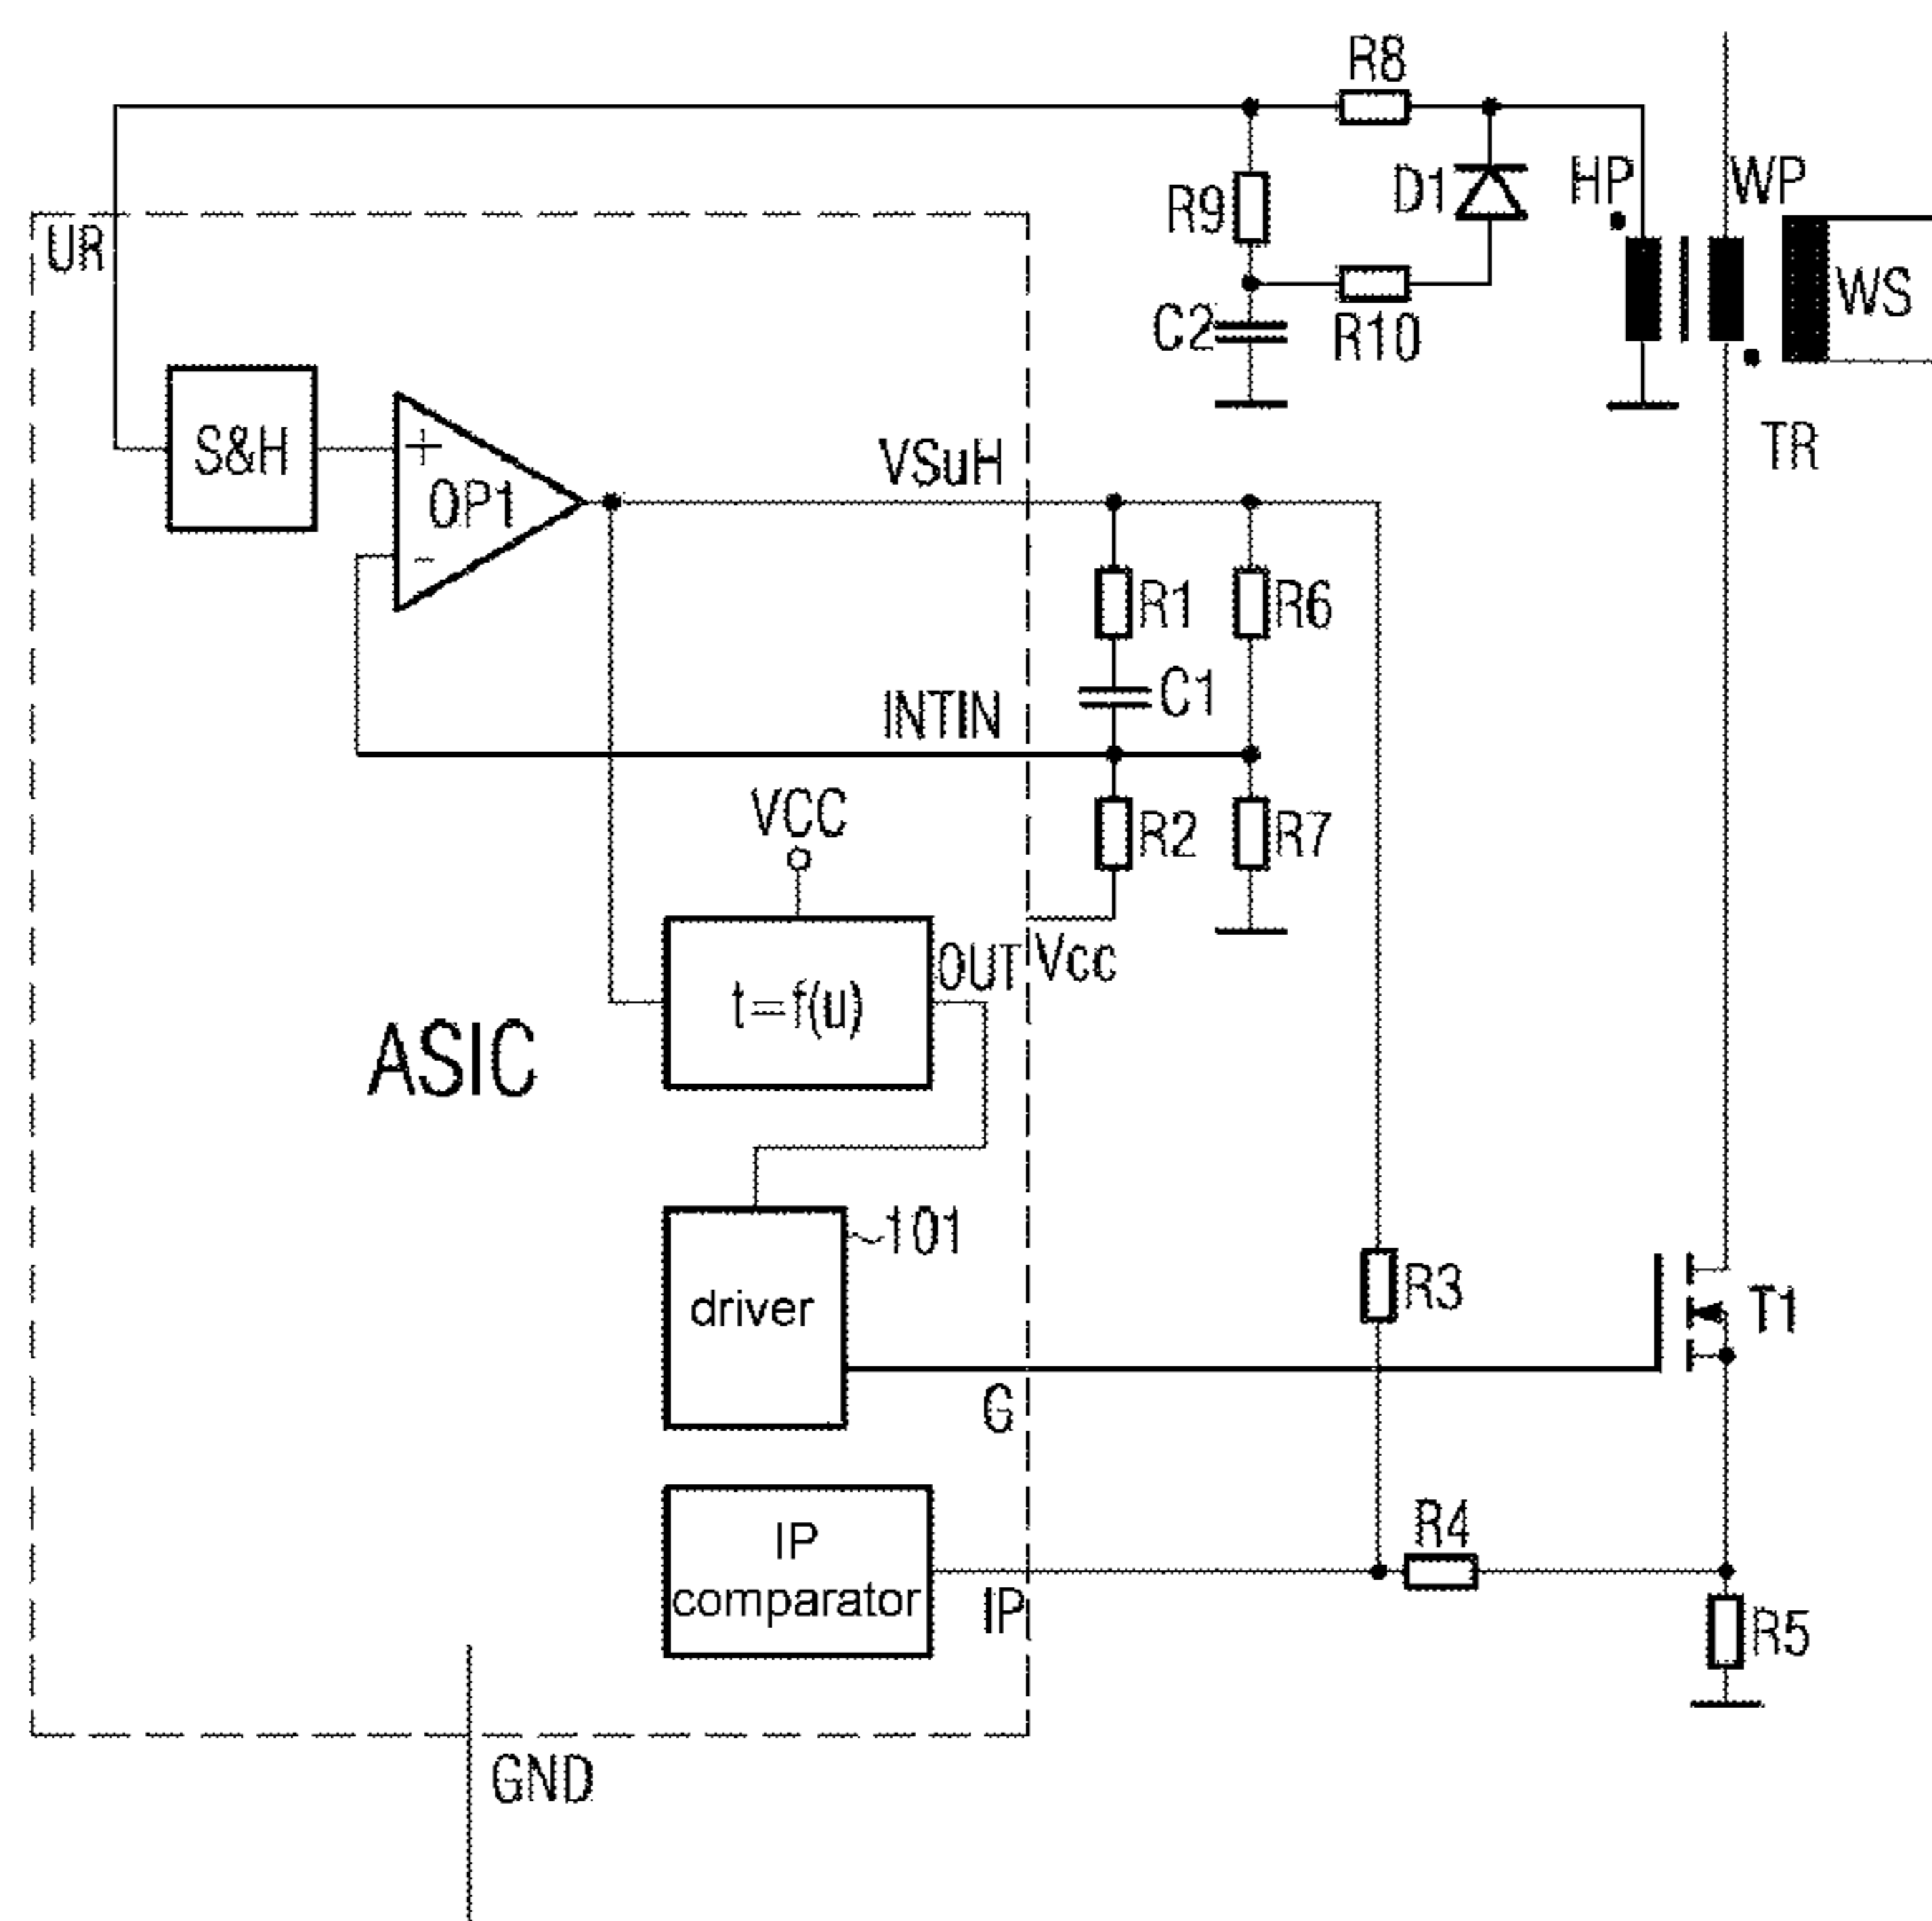 R8
HP
WP
D1
R9
UR
WS
C2
R10
S&H
+
OP1
-
VSuH
TR
R1
R6
C1
INTIN
VCC
R2
R7
OUT
Vcc
t=f(u)
ASIC
101
driver
R3
T1
G
R4
IP
comparator
IP
R5
GND